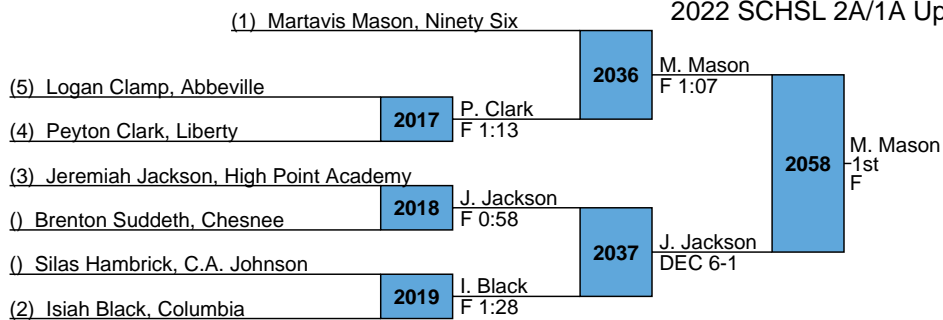 2022 SCHSL 2A/1A Up
(1) Martavis Mason, Ninety Six
2036
M. Mason
F 1:07
(5) Logan Clamp, Abbeville
2017
P. Clark
F 1:13
(4) Peyton Clark, Liberty
2058
M. Mason
1st
F
(3) Jeremiah Jackson, High Point Academy
2018
J. Jackson
F 0:58
() Brenton Suddeth, Chesnee
2037
J. Jackson
DEC 6-1
() Silas Hambrick, C.A. Johnson
2019
I. Black
F 1:28
(2) Isiah Black, Columbia